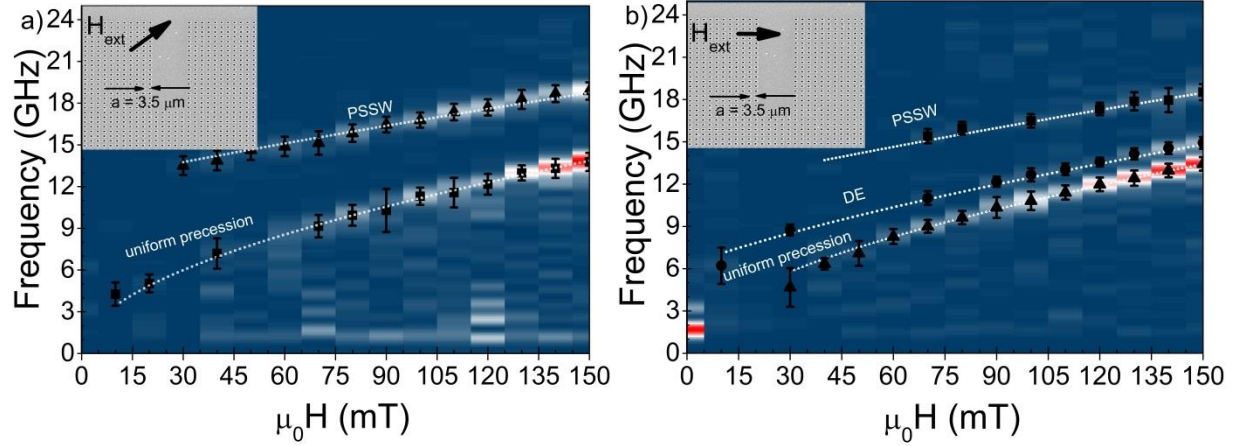 a)
H_ext
a = 3.5 μm
PSSW
uniform precession
Frequency (GHz)
24
21
18
15
12
9
6
3
0
0 15 30 45 60 75 90 105 120 135 150
μ₀H (mT)
b)
H_ext
a = 3.5 μm
PSSW
DE
uniform precession
Frequency (GHz)
24
21
18
15
12
9
6
3
0
0 15 30 45 60 75 90 105 120 135 150
μ₀H (mT)